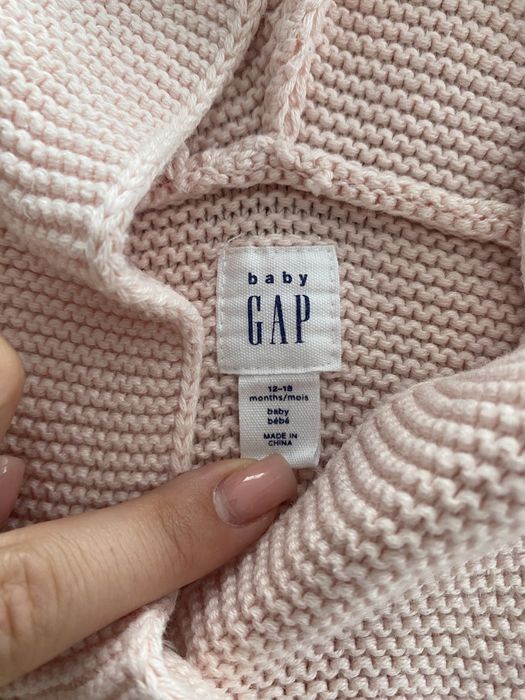 baby
GAP
12-18
months/mois
baby
bébé
MADE IN
CHINA